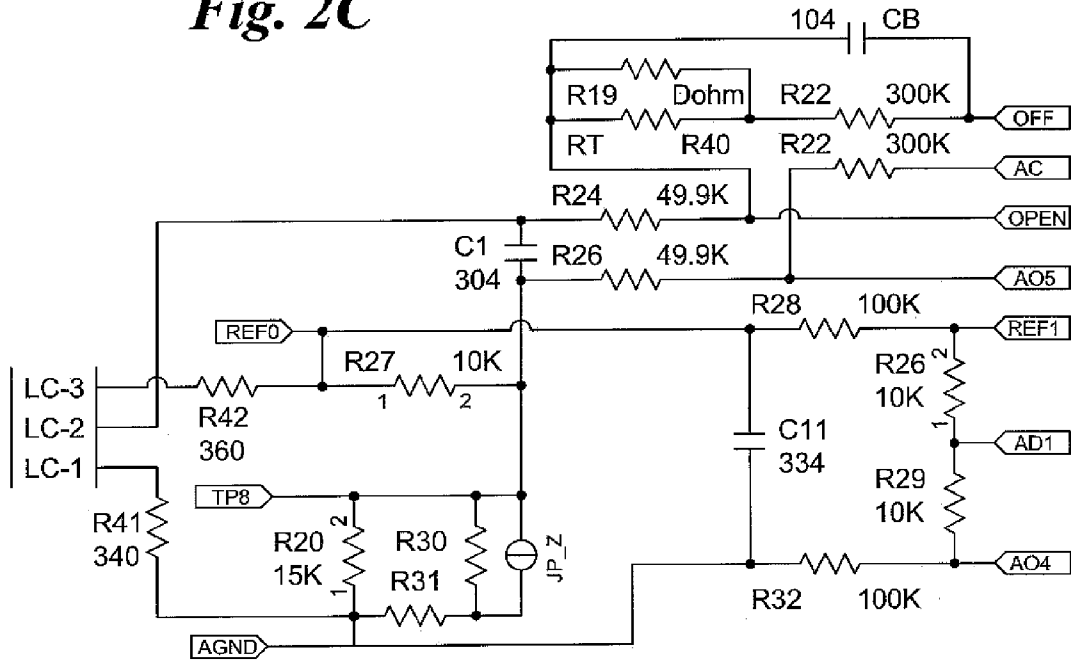 Fig. 2C
104 CB
R19 Dohm R22 300K
OFF
RT R40 R22 300K
AC
R24 49.9K
OPEN
C1 R26 49.9K
304
AO5
R28 100K
REF0
REF1
R27 10K
R26 2
10K
1 2
LC-3
R42
1
LC-2
360
C11
AD1
LC-1
334
R29
TP8
10K
R41 2
340
R20 R30
JP_Z
15K R31
AO4
1
R32 100K
AGND